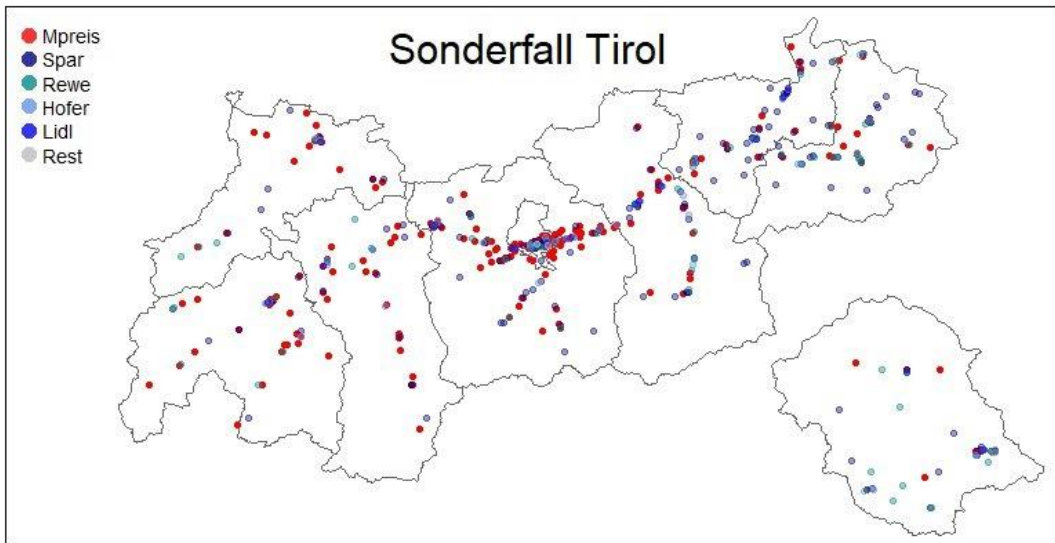 Sonderfall Tirol
Mpreis
Spar
Rewe
Hofer
Lidl
Rest